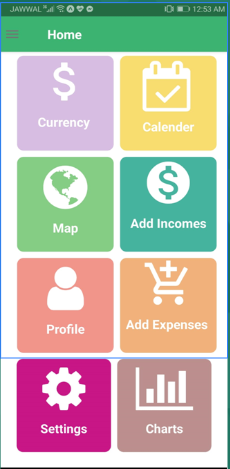 JAWWAL 12:53 AM
Home
Currency
Calender
Map
Add Incomes
Profile
Add Expenses
Settings
Charts